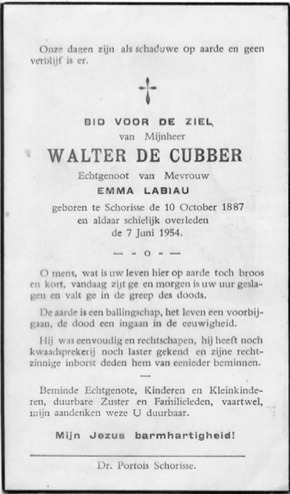 Onze dagen zijn als schaduwe op aarde en geen
verblijf is er.
BID VOOR DE ZIEL
van Mijnheer
WALTER DE CUBBER
Echtgenoot van Mevrouw
EMMA LABIAU
geboren te Schorisse de 10 October 1887
en aldaar schielijk overleden
de 7 Juni 1954.
— o —
O mens, wat is uw leven hier op aarde toch broos
en kort, vandaag zijt ge en morgen is uw uur gesla-
gen en valt ge in de greep des doods.
De aarde is een ballingschap, het leven een voorbij-
gaan, de dood een ingaan in de eeuwigheid.
Hij was eenvoudig en rechtschapen, hij heeft noch
kwaadsprekerij noch laster gekend en zijne recht-
zinnige inborst deden hem van eenieder beminnen.
Beminde Echtgenote, Kinderen en Kleinkinde-
ren, duurbare Zuster en Familieleden, vaartwel,
mijn aandenken weze U duurbaar.
Mijn Jezus barmhartigheid!
Dr. Portois Schorisse.